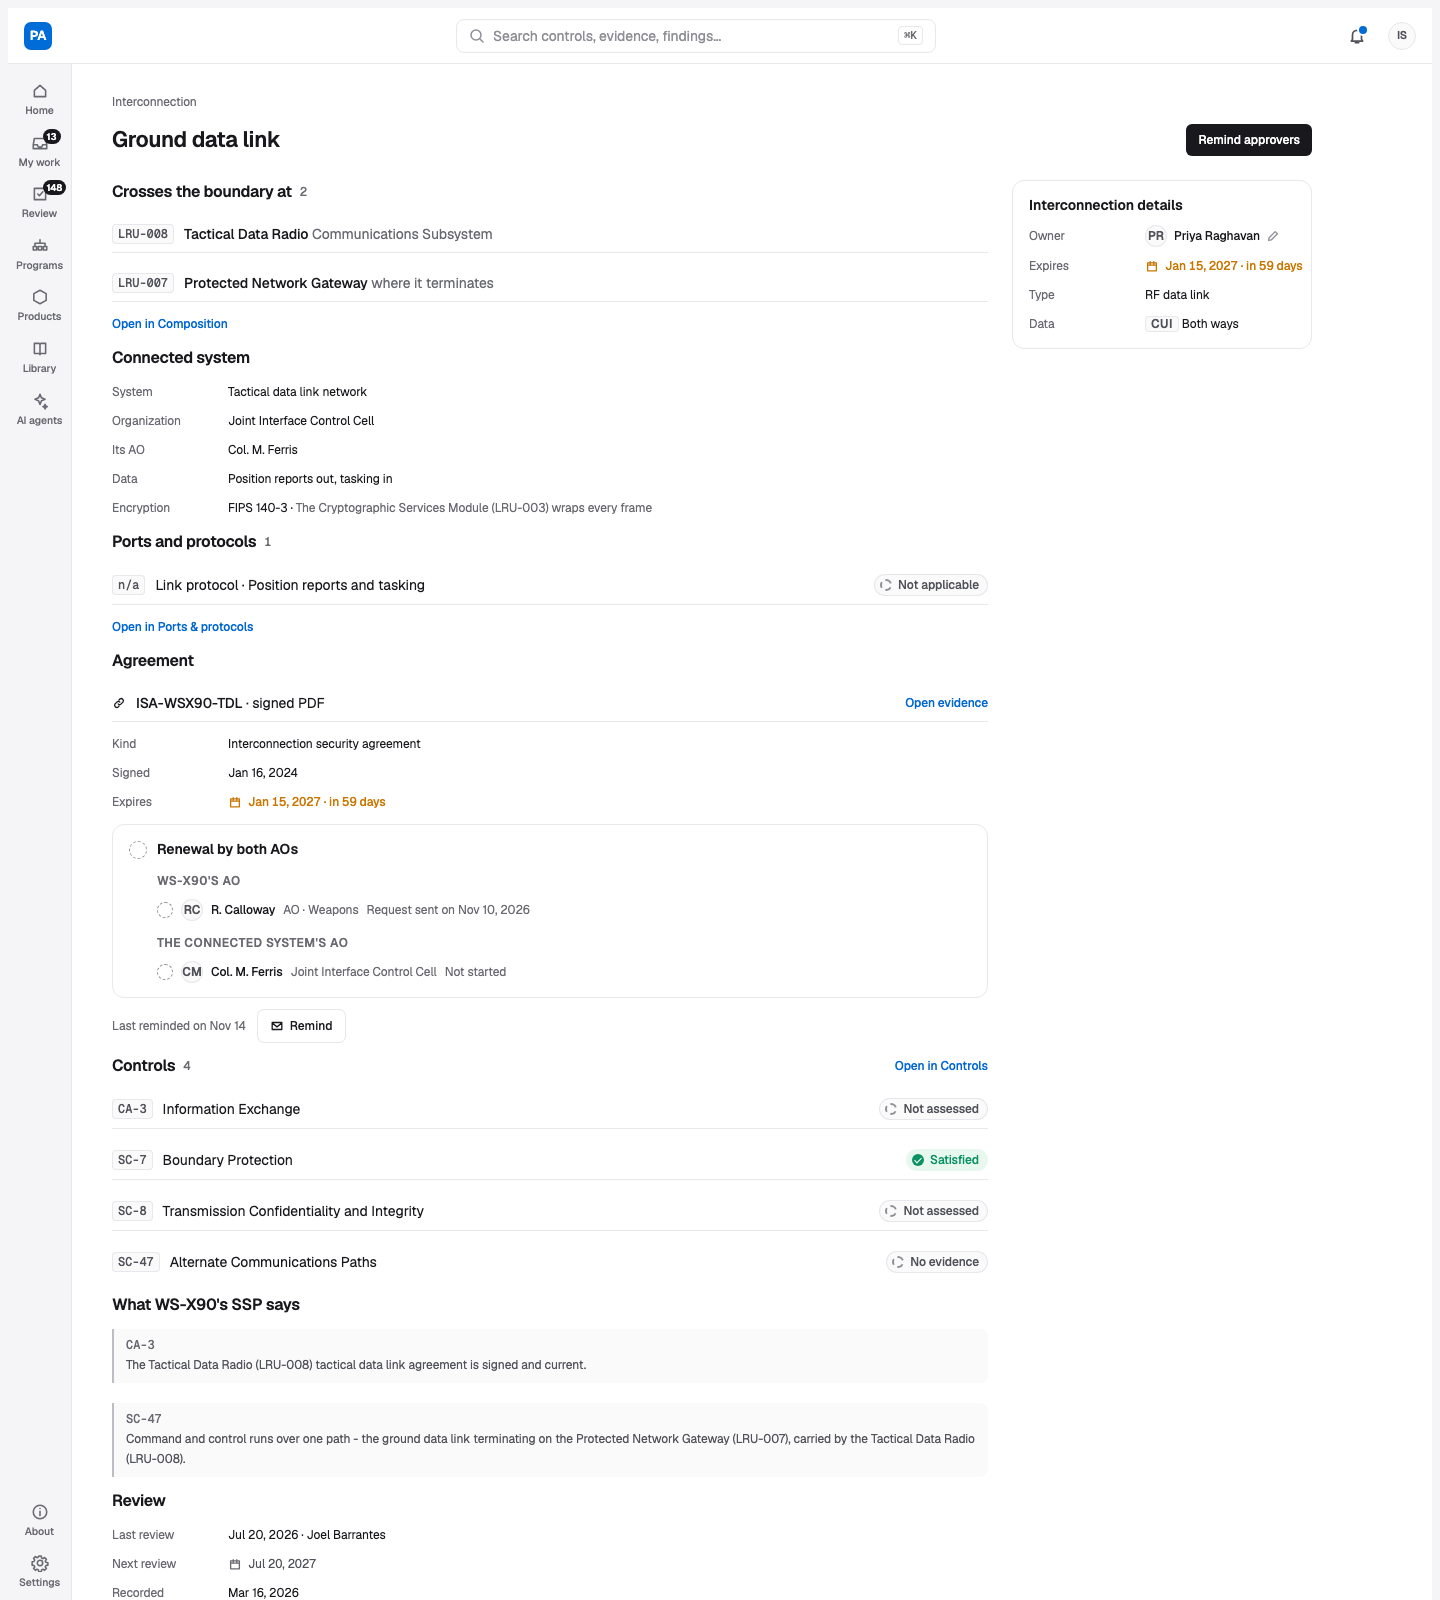 PA
Search controls, evidence, findings...
⌘K
IS
Home
13
My work
148
Review
Programs
Products
Library
AI agents
About
Settings
Interconnection
Ground data link
Remind approvers
Crosses the boundary at 2
LRU-008 Tactical Data Radio Communications Subsystem
LRU-007 Protected Network Gateway where it terminates
Open in Composition
Connected system
System Tactical data link network
Organization Joint Interface Control Cell
Its AO Col. M. Ferris
Data Position reports out, tasking in
Encryption FIPS 140-3 · The Cryptographic Services Module (LRU-003) wraps every frame
Ports and protocols 1
n/a Link protocol · Position reports and tasking Not applicable
Open in Ports & protocols
Agreement
ISA-WSX90-TDL · signed PDF Open evidence
Kind Interconnection security agreement
Signed Jan 16, 2024
Expires Jan 15, 2027 · in 59 days
Renewal by both AOs
WS-X90'S AO
RC R. Calloway AO · Weapons Request sent on Nov 10, 2026
THE CONNECTED SYSTEM'S AO
CM Col. M. Ferris Joint Interface Control Cell Not started
Last reminded on Nov 14 Remind
Controls 4 Open in Controls
CA-3 Information Exchange Not assessed
SC-7 Boundary Protection Satisfied
SC-8 Transmission Confidentiality and Integrity Not assessed
SC-47 Alternate Communications Paths No evidence
What WS-X90's SSP says
CA-3
The Tactical Data Radio (LRU-008) tactical data link agreement is signed and current.
SC-47
Command and control runs over one path - the ground data link terminating on the Protected Network Gateway (LRU-007), carried by the Tactical Data Radio
(LRU-008).
Review
Last review Jul 20, 2026 · Joel Barrantes
Next review Jul 20, 2027
Recorded Mar 16, 2026
Interconnection details
Owner PR Priya Raghavan
Expires Jan 15, 2027 · in 59 days
Type RF data link
Data CUI Both ways